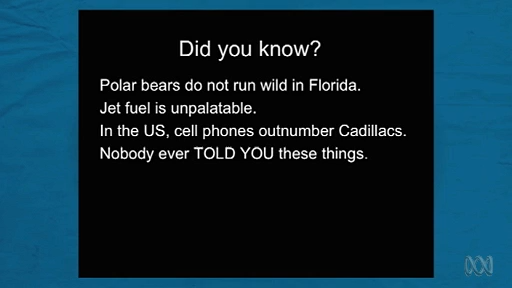 Did you know?
Polar bears do not run wild in Florida.
Jet fuel is unpalatable.
In the US, cell phones outnumber Cadillacs.
Nobody ever TOLD YOU these things.